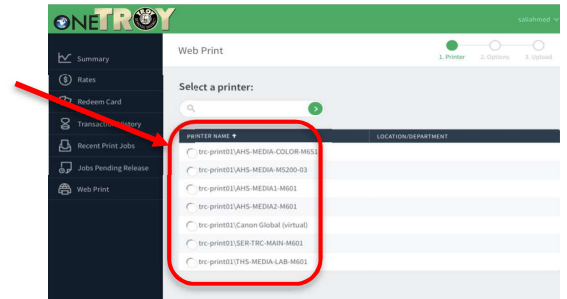 ONETROY
saliahmed
Summary
Rates
Redeem Card
Transaction History
Recent Print Jobs
Jobs Pending Release
Web Print
Web Print
1. Printer 2. Options 3. Upload
Select a printer:
PRINTER NAME LOCATION/DEPARTMENT
trc-print01\AHS-MEDIA-COLOR-M651
trc-print01\AHS-MEDIA-M5200-03
trc-print01\AHS-MEDIA1-M601
trc-print01\AHS-MEDIA2-M601
trc-print01\Canon Global (virtual)
trc-print01\SER-TRC-MAIN-M601
trc-print01\THS-MEDIA-LAB-M601